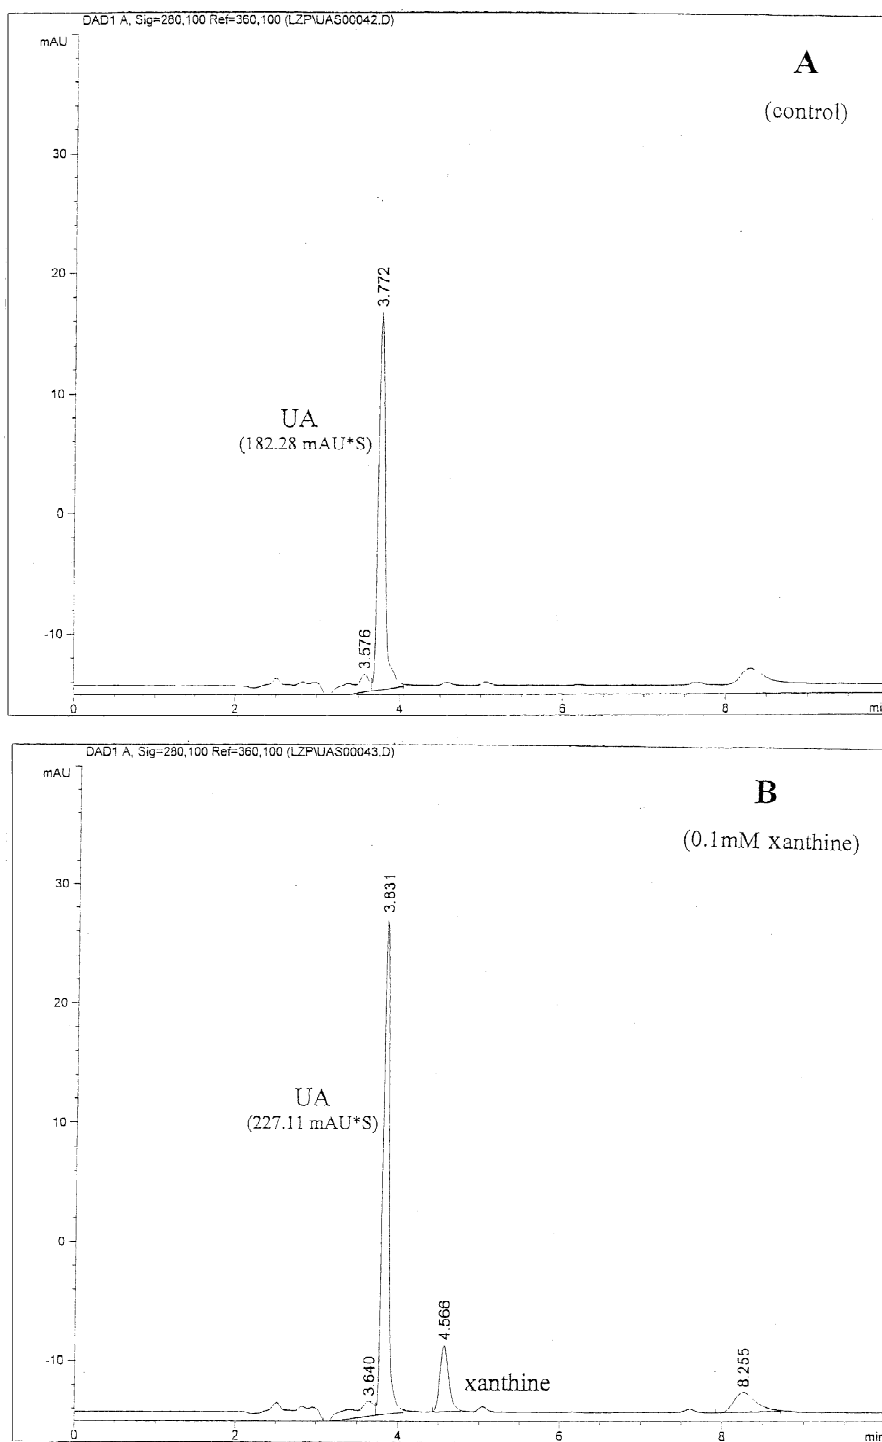 DAD1 A, Sig=280,100 Ref=360,100 (LZP\UAS00042.D)
mAU
A
(control)
30
20
3.772
10
UA
(182.28 mAU*S)
0
-10
3.576
0 2 4 6 8 min
DAD1 A, Sig=280,100 Ref=360,100 (LZP\UAS00043.D)
mAU
B
(0.1mM xanthine)
30
3.831
20
UA
(227.11 mAU*S)
10
0
4.566
-10
3.640
xanthine
8.255
0 2 4 6 8 min